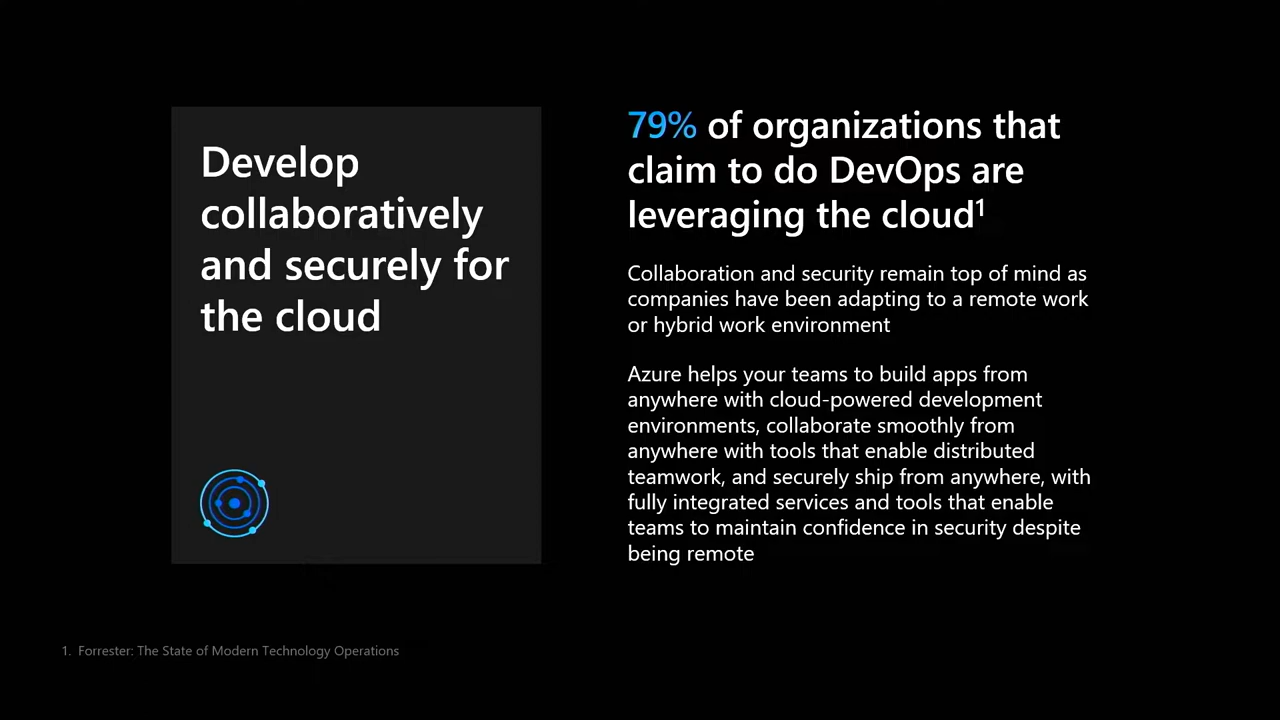 Develop
collaboratively
and securely for
the cloud
79% of organizations that
claim to do DevOps are
leveraging the cloud¹
Collaboration and security remain top of mind as
companies have been adapting to a remote work
or hybrid work environment
Azure helps your teams to build apps from
anywhere with cloud-powered development
environments, collaborate smoothly from
anywhere with tools that enable distributed
teamwork, and securely ship from anywhere, with
fully integrated services and tools that enable
teams to maintain confidence in security despite
being remote
1. Forrester: The State of Modern Technology Operations